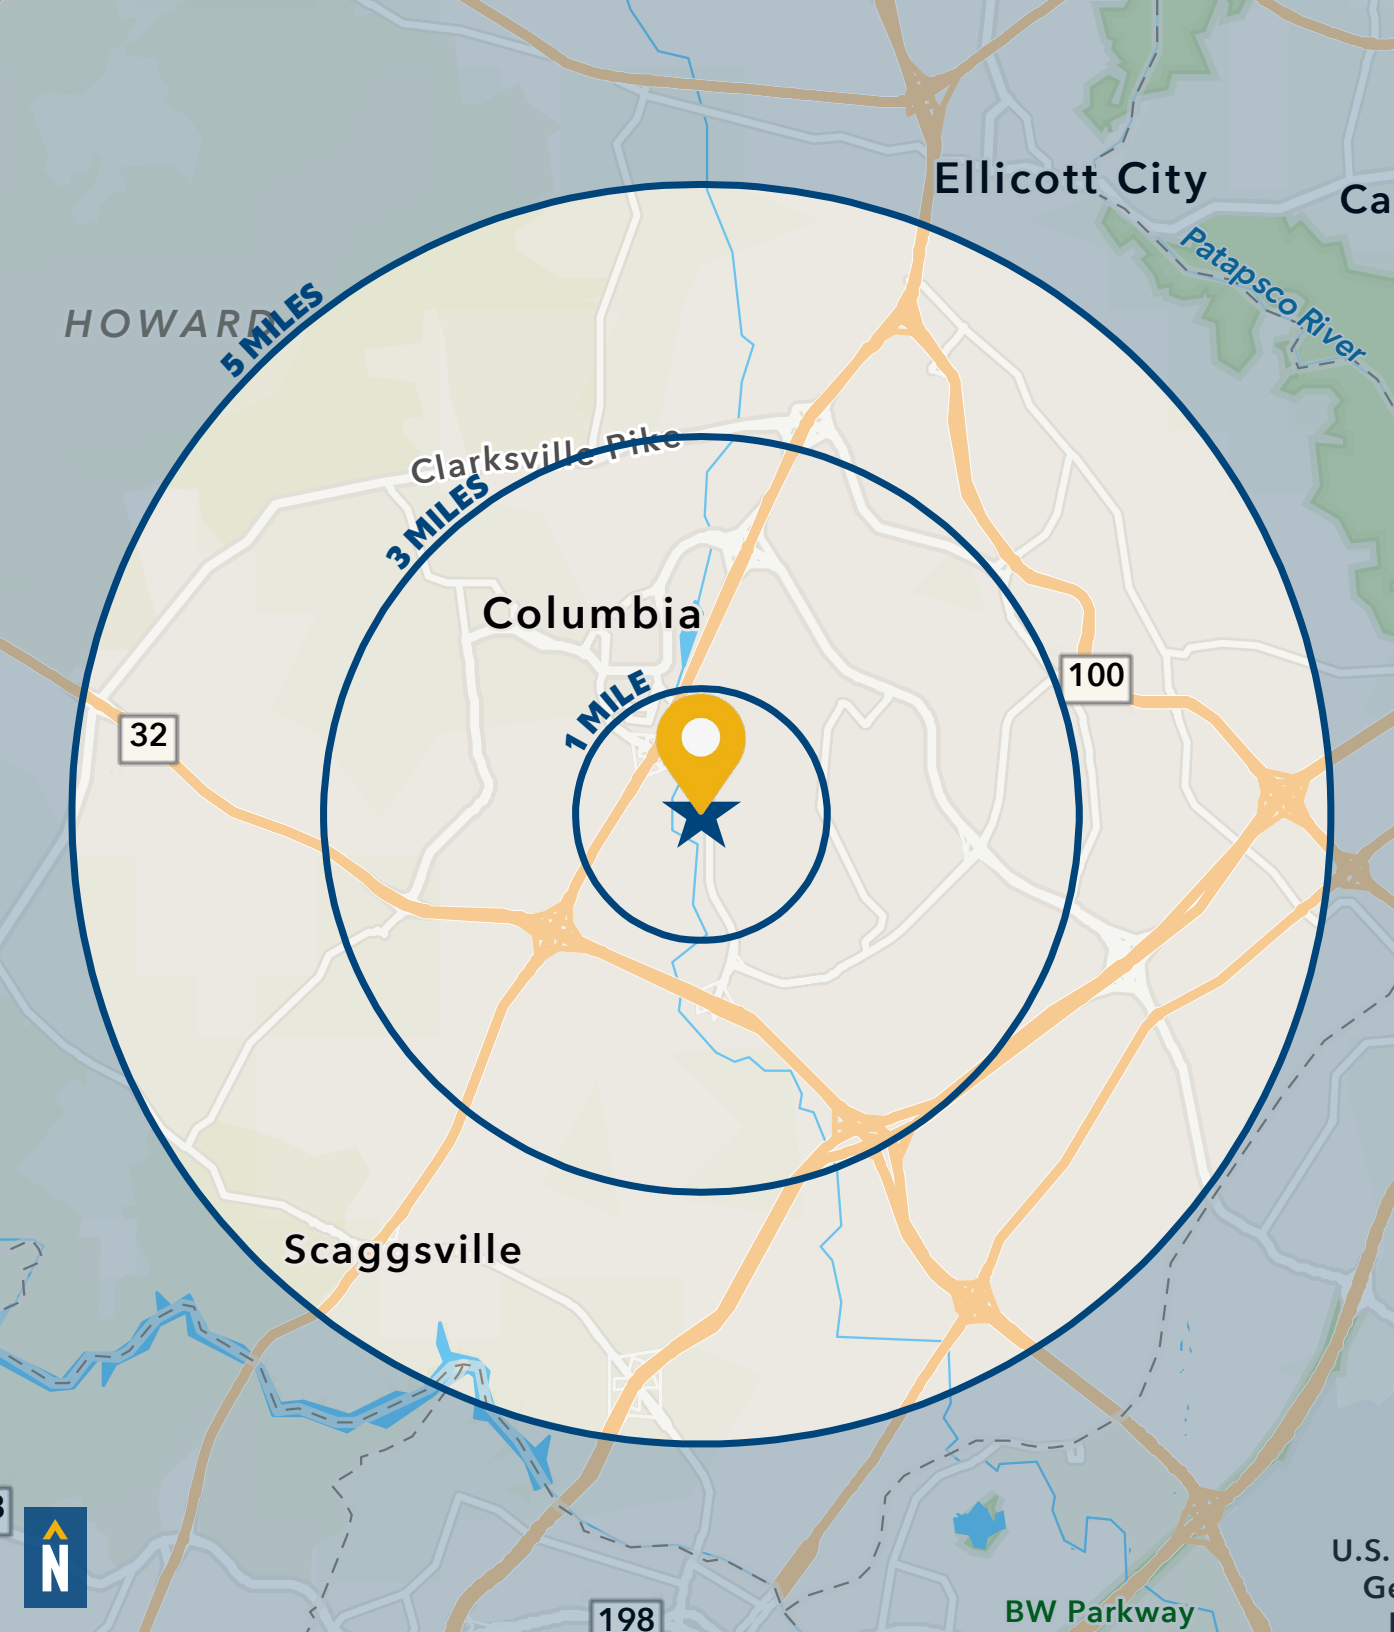 Ellicott City
Ca
Patapsco River
HOWARD
5 MILES
Clarksville Pike
3 MILES
Columbia
1 MILE
100
32
Scaggsville
N
198
BW Parkway
U.S.
Ge